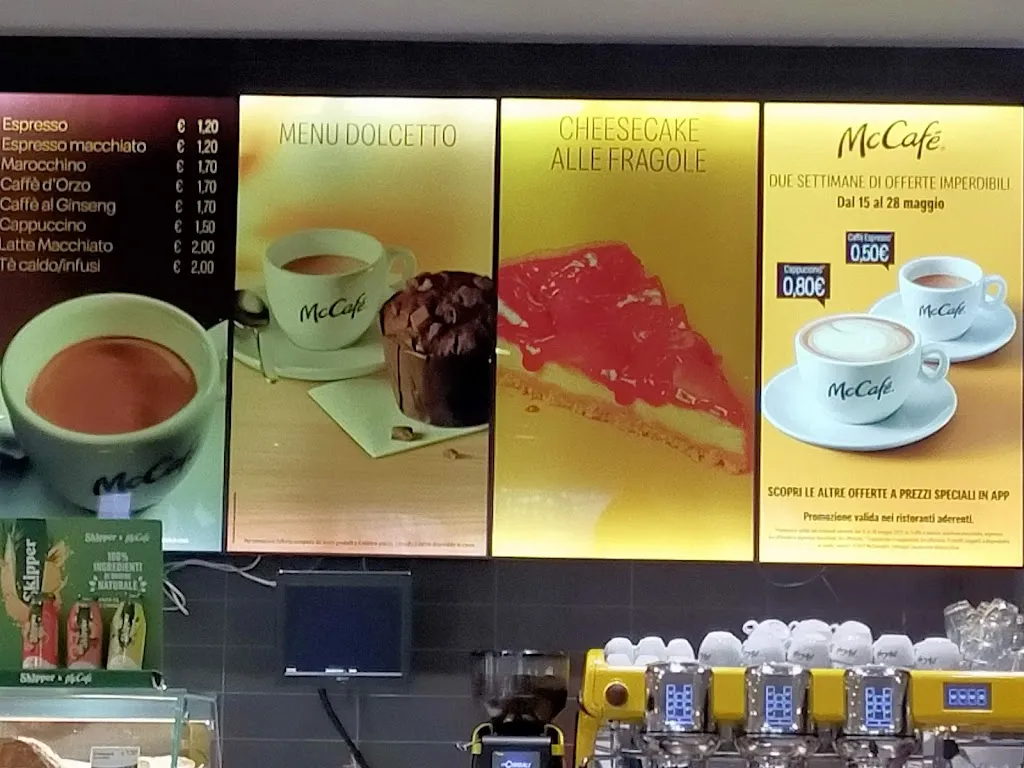 Espresso € 1,20
Espresso macchiato € 1,20
Marocchino € 1,70
Caffè d'Orzo € 1,70
Caffè al Ginseng € 1,70
Cappuccino € 1,50
Latte Macchiato € 2,00
Tè caldo/infusi € 2,00
McCafé
MENU DOLCETTO
McCafé
CHEESECAKE
ALLE FRAGOLE
McCafé
DUE SETTIMANE DI OFFERTE IMPERDIBILI
Dal 15 al 28 maggio
Caffè Espresso*
0,50€
Cappuccino*
0,80€
McCafé
McCafé
SCOPRI LE ALTRE OFFERTE A PREZZI SPECIALI IN APP
Promozione valida nei ristoranti aderenti.
Skipper x McCafé
Skipper
100%
INGREDIENTI
DI ORIGINE
NATURALE
Skipper x McCafé